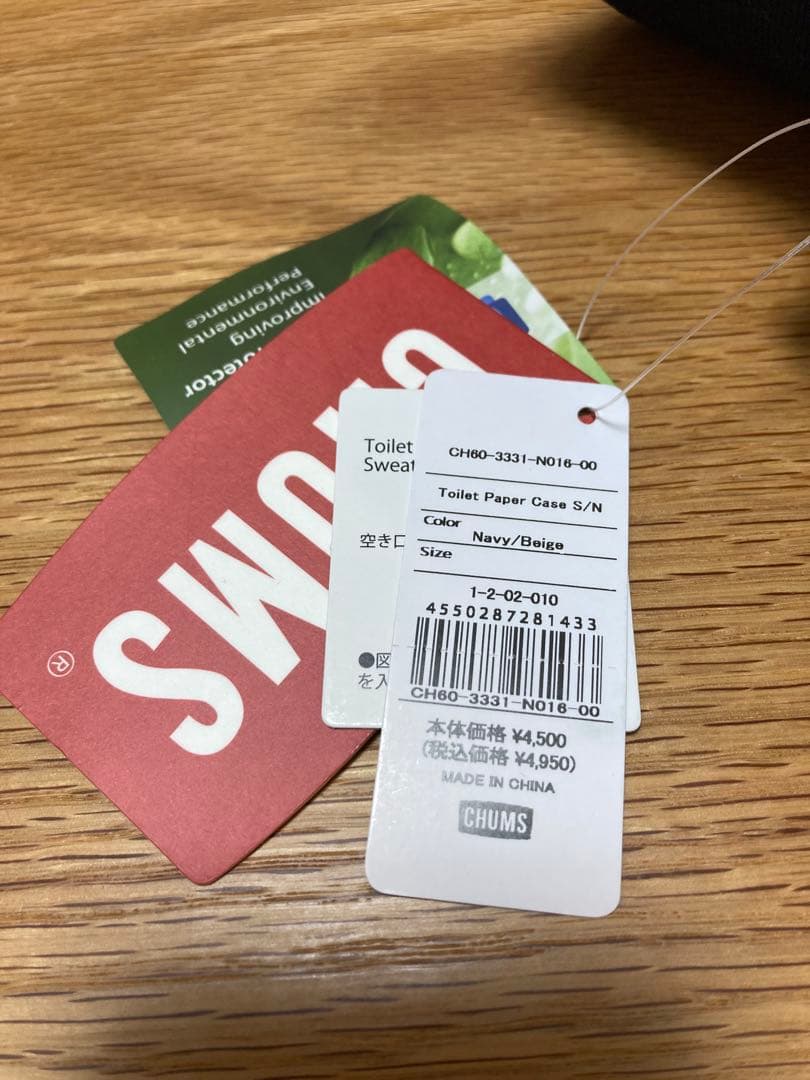 Improving
Environmental
Performance
CHUMS
®
Toilet
空き口
●図
を入
CH60-3331-N016-00
Toilet Paper Case S/N
Color
Navy/Beige
Size
1-2-02-010
4550287281433
CH60-3331-N016-00
本体価格 ¥4,500
(税込価格 ¥4,950)
MADE IN CHINA
CHUMS